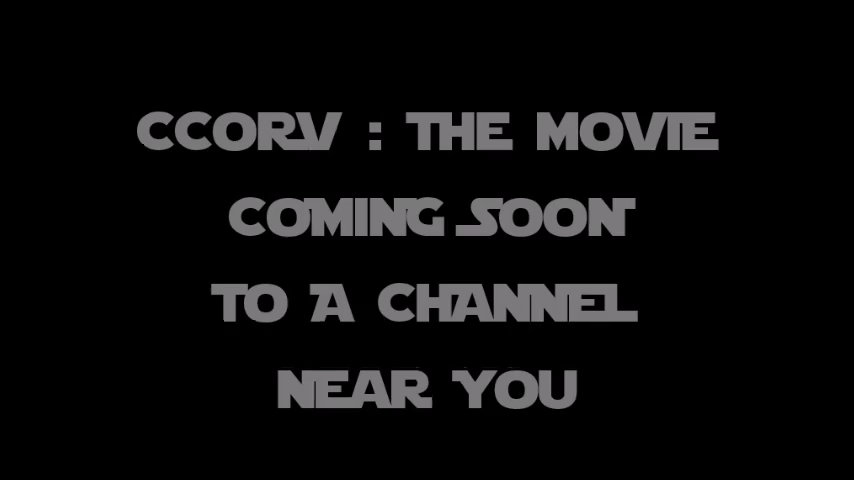 CCORV : THE MOVIE
COMING SOON
TO A CHANNEL
NEAR YOU